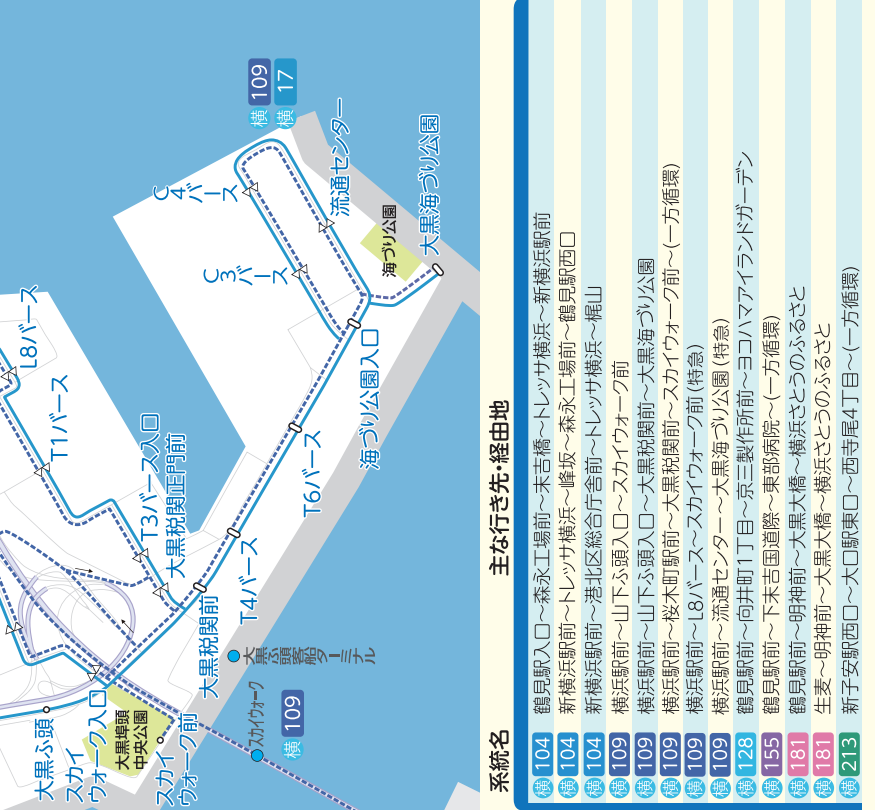 横 109
横 17
C4バース
流通センター
大黒海づり公園
海づり公園
C3バース
海づり公園入口
L8バース
T1バース
T3バース入口
大黒税関正門前
T6バース
T4バース
大黒税関前
大黒ふ頭客船ターミナル
スカイウォーク
横 109
大黒ふ頭
スカイ
ウォーク入口
大黒埠頭
中央公園
スカイ
ウォーク前
系統名 主な行き先・経由地
横 104 鶴見駅入口～森永工場前～末吉橋～トレッサ横浜～新横浜駅前
横 104 新横浜駅前～トレッサ横浜～峰坂～森永工場前～鶴見駅西口
横 104 新横浜駅前～港北区総合庁舎前～トレッサ横浜～梶山
横 109 横浜駅前～山下ふ頭入口～スカイウォーク前
横 109 横浜駅前～山下ふ頭入口～大黒税関前～大黒海づり公園
横 109 横浜駅前～桜木町駅前～大黒税関前～スカイウォーク前～(一方循環)
横 109 横浜駅前～L8バース～スカイウォーク前(特急)
横 109 横浜駅前～流通センター～大黒海づり公園(特急)
横 128 鶴見駅前～向井町1丁目～京三製作所前～ヨコハマアイランドガーデン
横 155 鶴見駅前～下末吉国道際～東部病院～(一方循環)
横 181 鶴見駅前～明神前～大黒大橋～横浜さとうのふるさと
横 181 生麦～明神前～大黒大橋～横浜さとうのふるさと
横 213 新子安駅西口～大口駅東口～西寺尾4丁目～(一方循環)